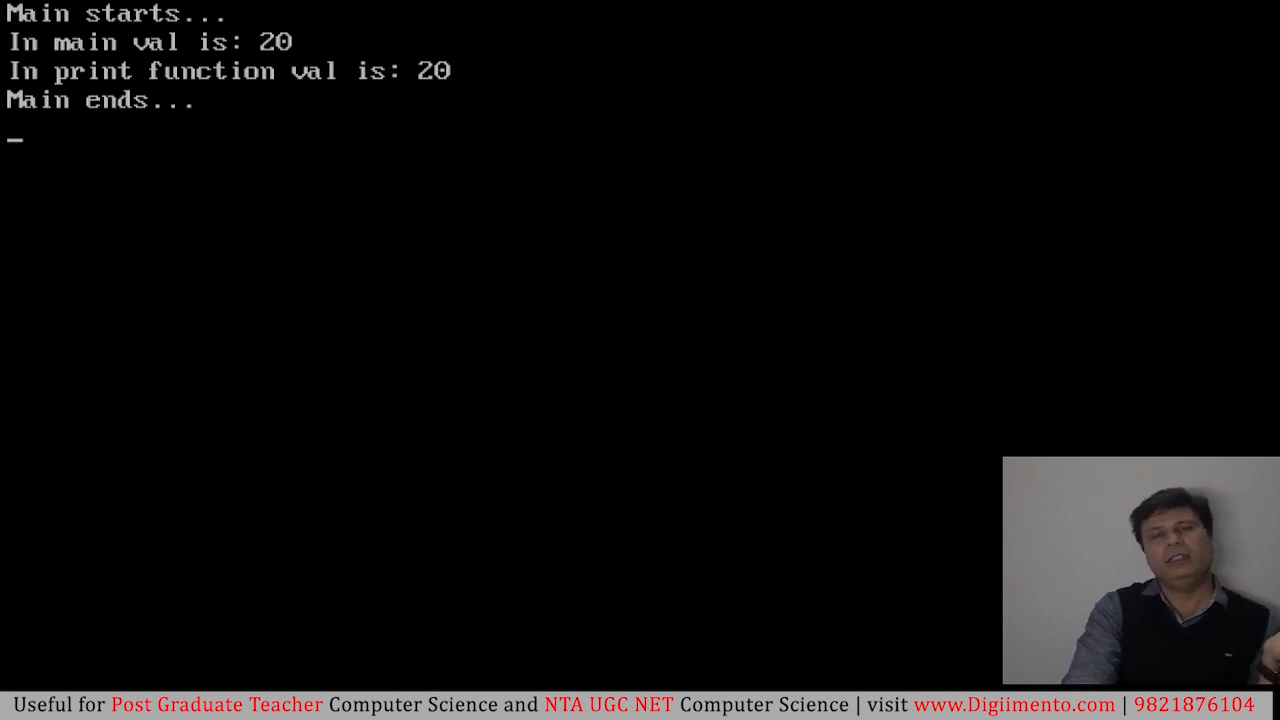 Main starts...
In main val is: 20
In print function val is: 20
Main ends...
_
Useful for Post Graduate Teacher Computer Science and NTA UGC NET Computer Science | visit www.Digiimento.com | 9821876104